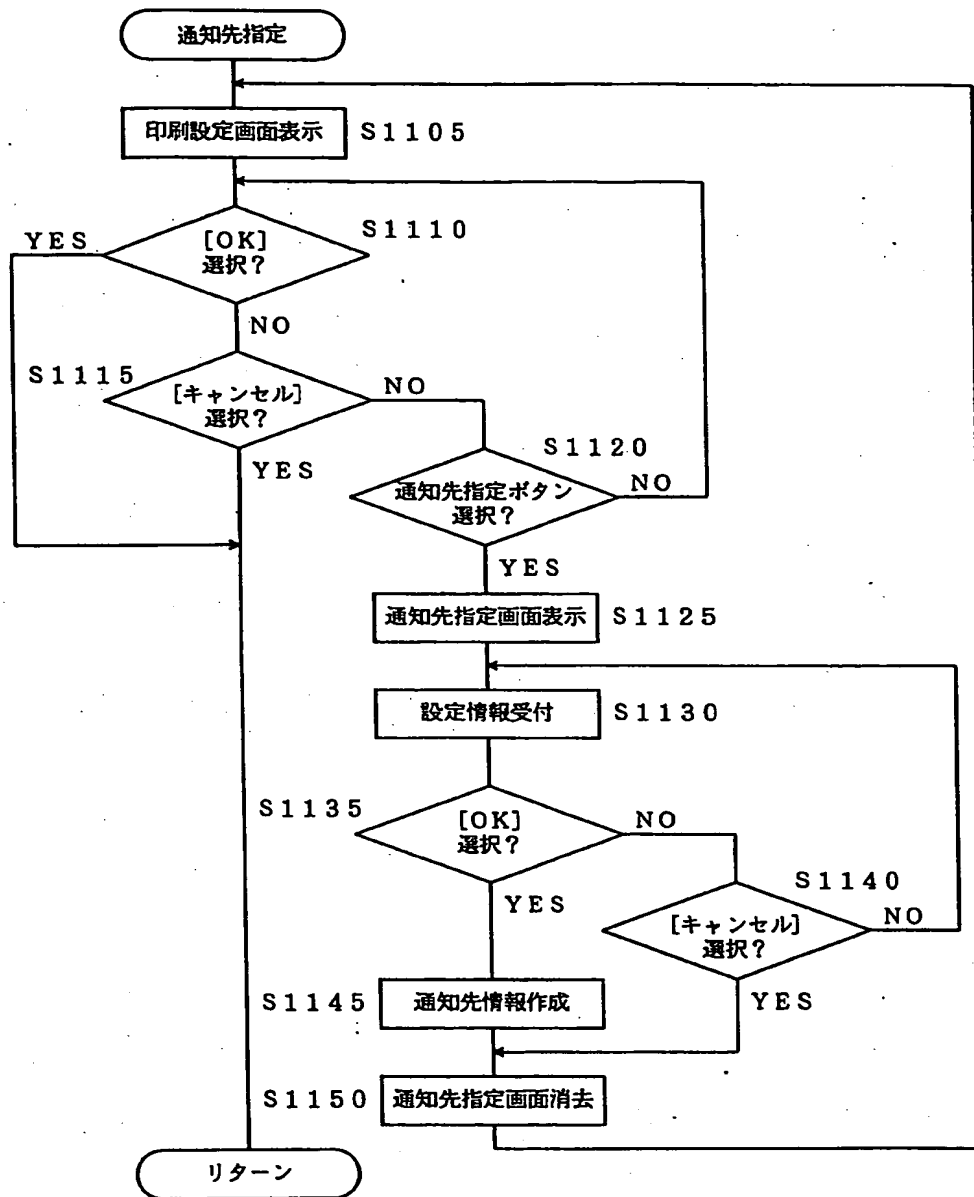 通知先指定
印刷設定画面表示
S1105
S1110
YES
[OK]
選択?
NO
S1115
[キャンセル]
選択?
NO
YES
S1120
通知先指定ボタン
選択?
NO
YES
通知先指定画面表示
S1125
設定情報受付
S1130
S1135
[OK]
選択?
NO
YES
S1140
[キャンセル]
選択?
NO
YES
S1145
通知先情報作成
S1150
通知先指定画面消去
リターン